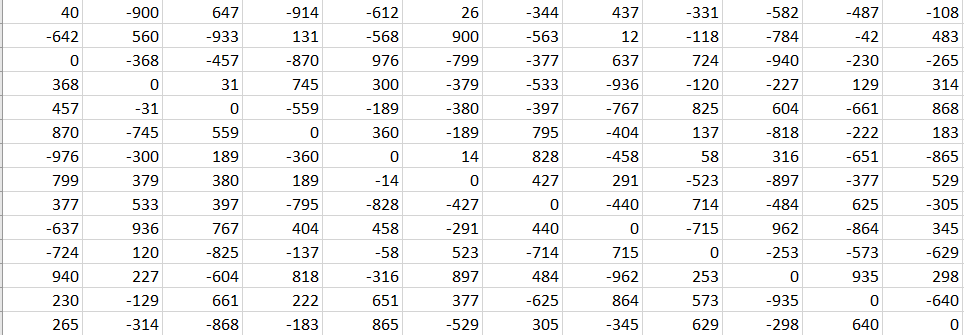 40 -900 647 -914 -612 26 -344 437 -331 -582 -487 -108
-642 560 -933 131 -568 900 -563 12 -118 -784 -42 483
0 -368 -457 -870 976 -799 -377 637 724 -940 -230 -265
368 0 31 745 300 -379 -533 -936 -120 -227 129 314
457 -31 0 -559 -189 -380 -397 -767 825 604 -661 868
870 -745 559 0 360 -189 795 -404 137 -818 -222 183
-976 -300 189 -360 0 14 828 -458 58 316 -651 -865
799 379 380 189 -14 0 427 291 -523 -897 -377 529
377 533 397 -795 -828 -427 0 -440 714 -484 625 -305
-637 936 767 404 458 -291 440 0 -715 962 -864 345
-724 120 -825 -137 -58 523 -714 715 0 -253 -573 -629
940 227 -604 818 -316 897 484 -962 253 0 935 298
230 -129 661 222 651 377 -625 864 573 -935 0 -640
265 -314 -868 -183 865 -529 305 -345 629 -298 640 0